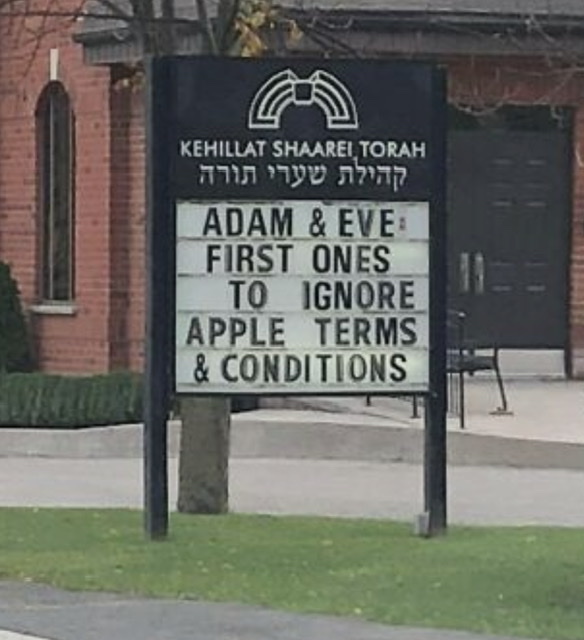 KEHILLAT SHAAREI TORAH
קהילת שערי תורה
ADAM & EVE:
FIRST ONES
TO IGNORE
APPLE TERMS
& CONDITIONS